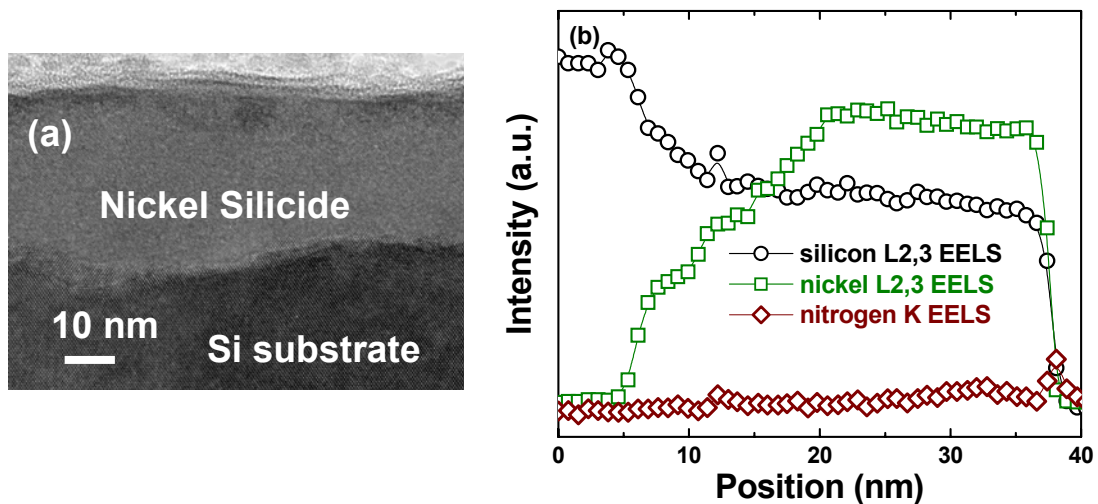 (a)
Nickel Silicide
10 nm
Si substrate
(b)
Intensity (a.u.)
silicon L2,3 EELS
nickel L2,3 EELS
nitrogen K EELS
0 10 20 30 40
Position (nm)